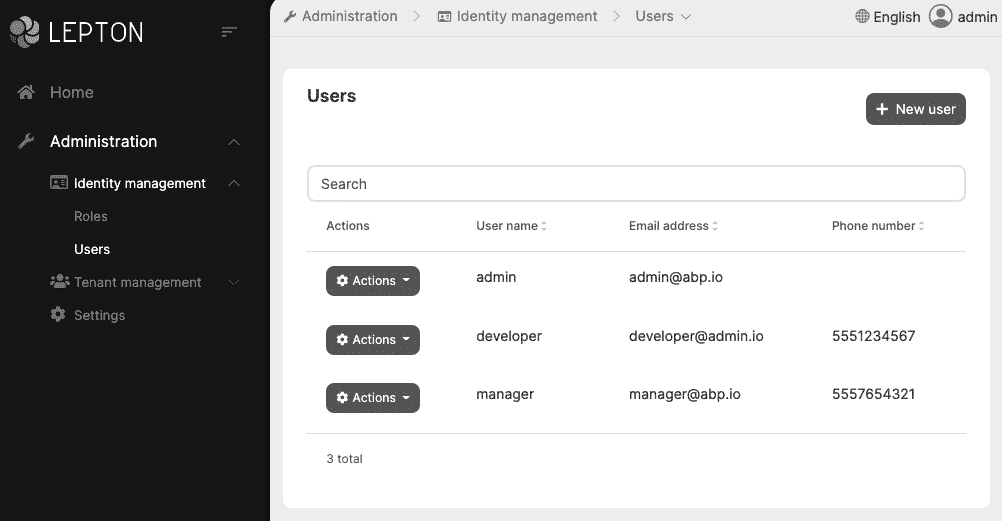 LEPTON
Home
Administration
Identity management
Roles
Users
Tenant management
Settings
Administration Identity management Users
English admin
Users
New user
Search
Actions User name Email address Phone number
Actions admin admin@abp.io
Actions developer developer@admin.io 5551234567
Actions manager manager@abp.io 5557654321
3 total